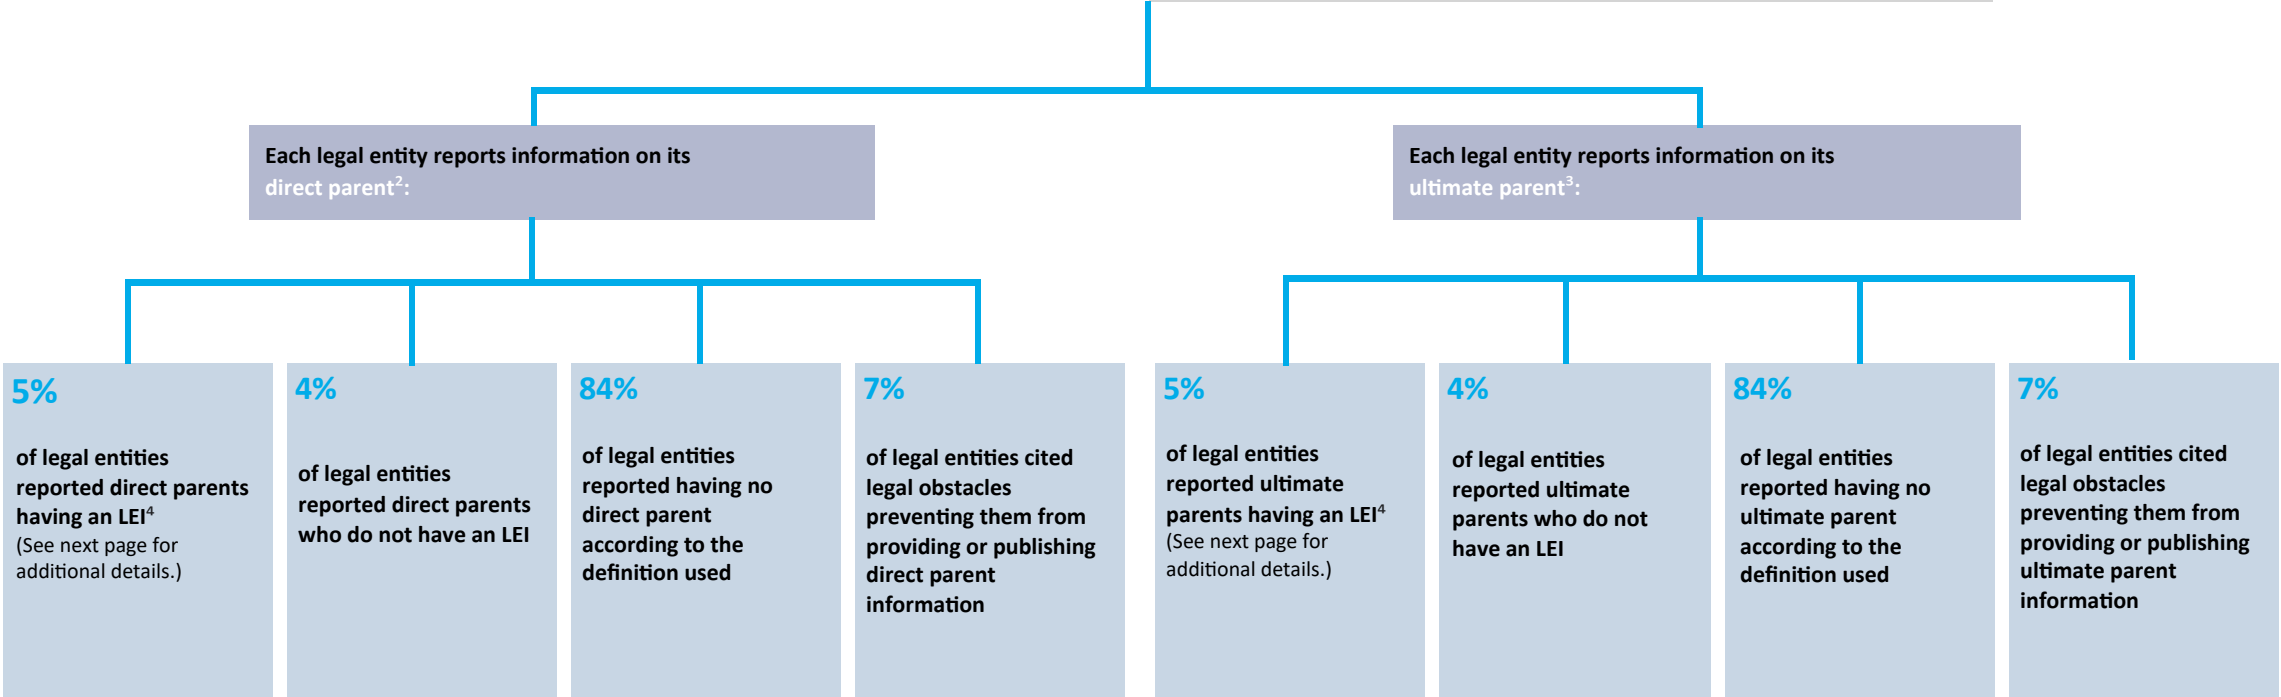 Each legal entity reports information on its
direct parent²:
Each legal entity reports information on its
ultimate parent³:
5%
of legal entities
reported direct parents
having an LEI⁴
(See next page for
additional details.)
4%
of legal entities
reported direct parents
who do not have an LEI
84%
of legal entities
reported having no
direct parent
according to the
definition used
7%
of legal entities cited
legal obstacles
preventing them from
providing or publishing
direct parent
information
5%
of legal entities
reported ultimate
parents having an LEI⁴
(See next page for
additional details.)
4%
of legal entities
reported ultimate
parents who do not
have an LEI
84%
of legal entities
reported having no
ultimate parent
according to the
definition used
7%
of legal entities cited
legal obstacles
preventing them from
providing or publishing
ultimate parent
information